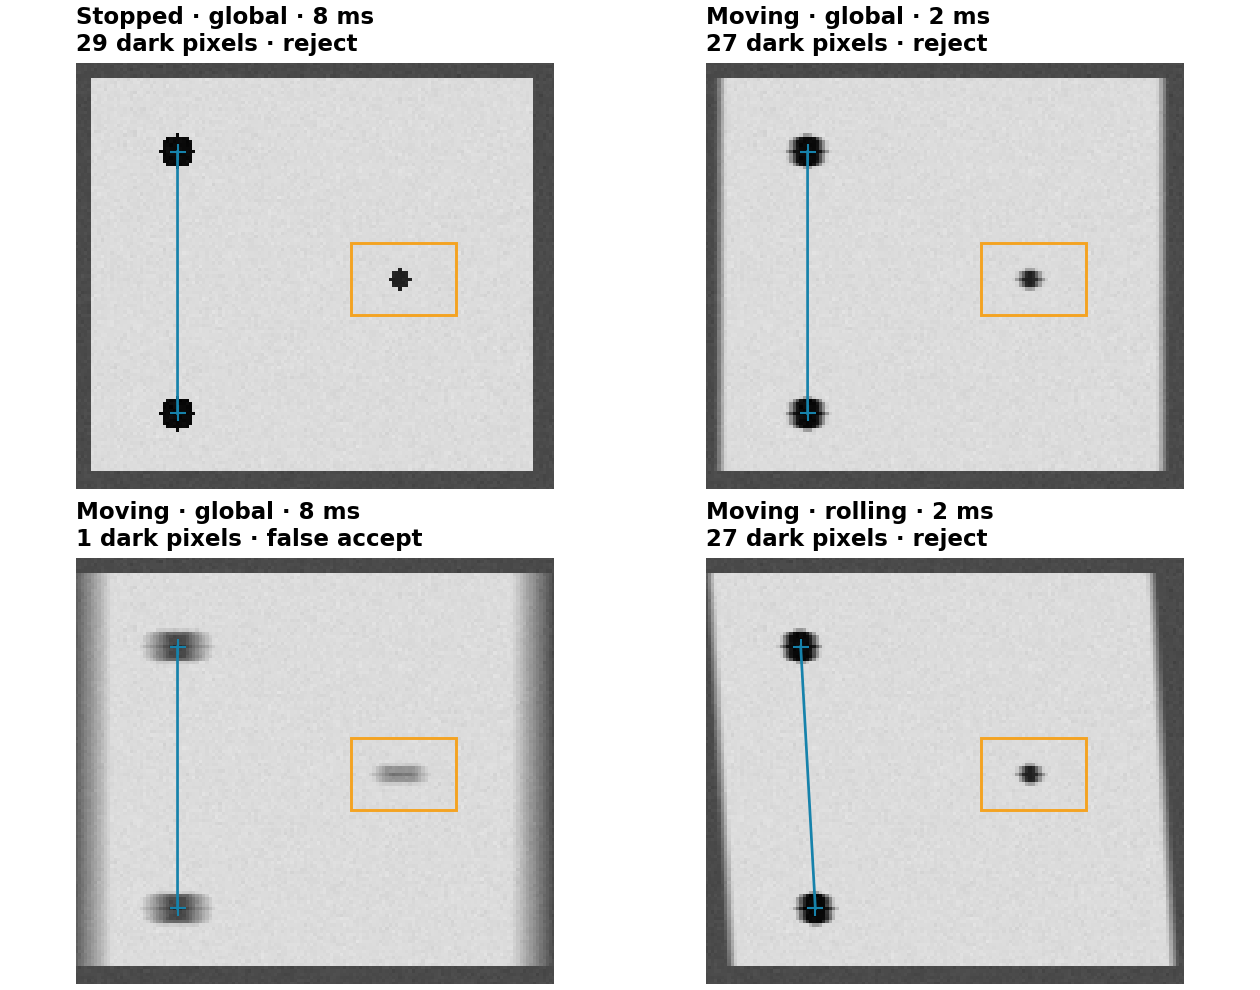 Stopped · global · 8 ms
29 dark pixels · reject
Moving · global · 2 ms
27 dark pixels · reject
Moving · global · 8 ms
1 dark pixels · false accept
Moving · rolling · 2 ms
27 dark pixels · reject